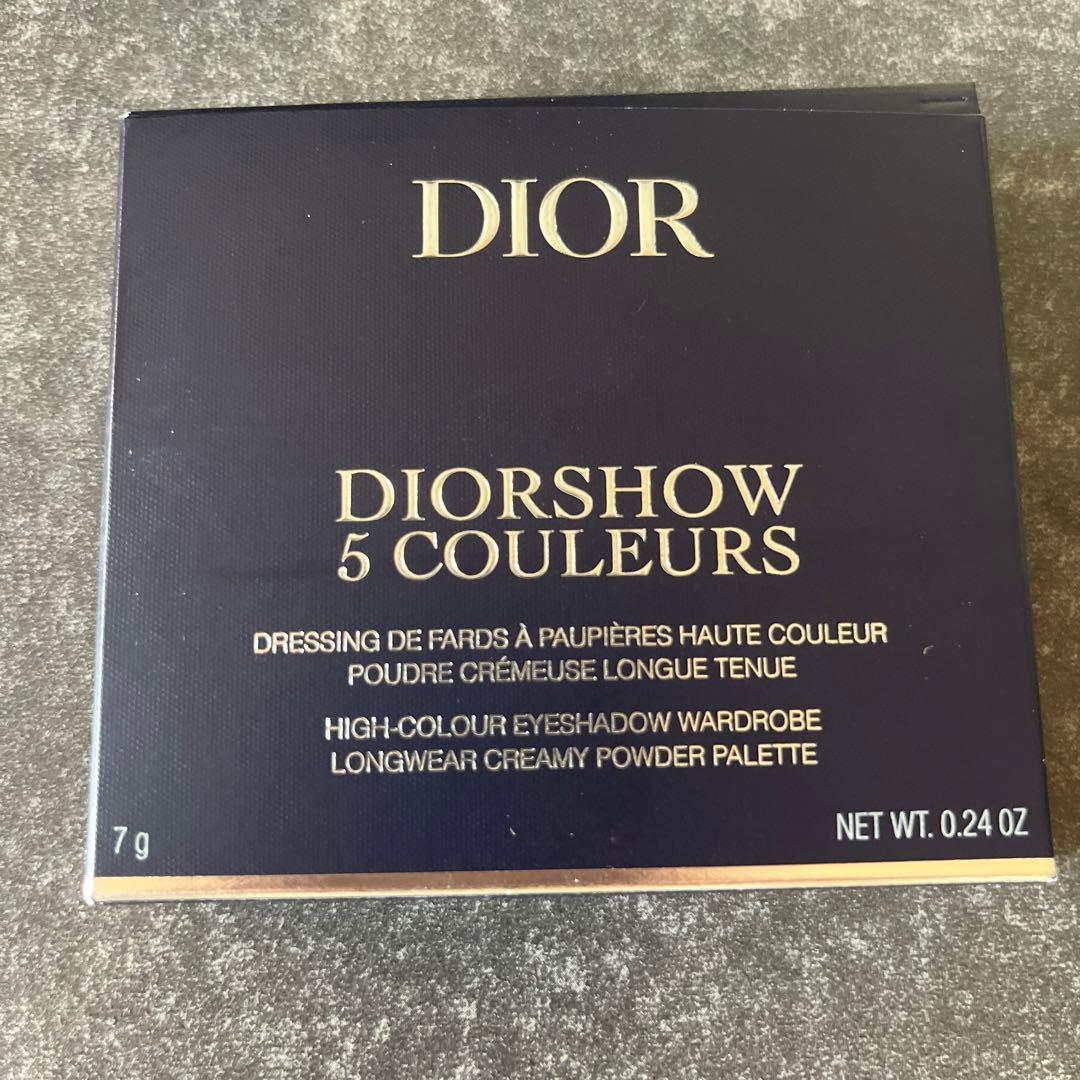 DIOR
DIORSHOW
5 COULEURS
DRESSING DE FARDS À PAUPIÈRES HAUTE COULEUR
POUDRE CRÉMEUSE LONGUE TENUE
HIGH-COLOUR EYESHADOW WARDROBE
LONGWEAR CREAMY POWDER PALETTE
7 g
NET WT. 0.24 OZ